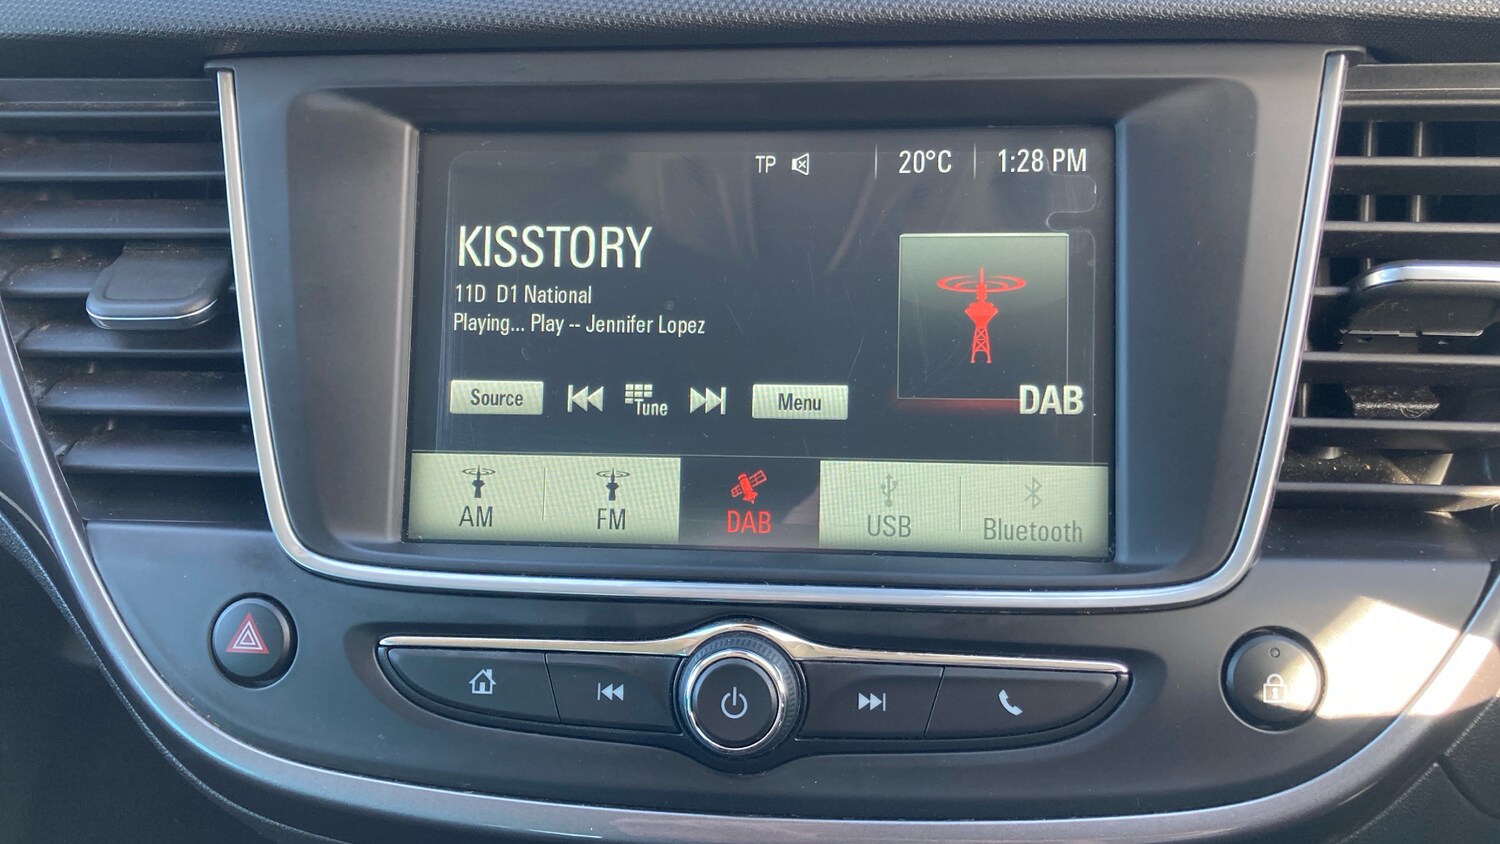 TP 20°C 1:28 PM
KISSTORY
11D D1 National
Playing... Play -- Jennifer Lopez
Source Tune Menu
DAB
AM FM DAB USB Bluetooth